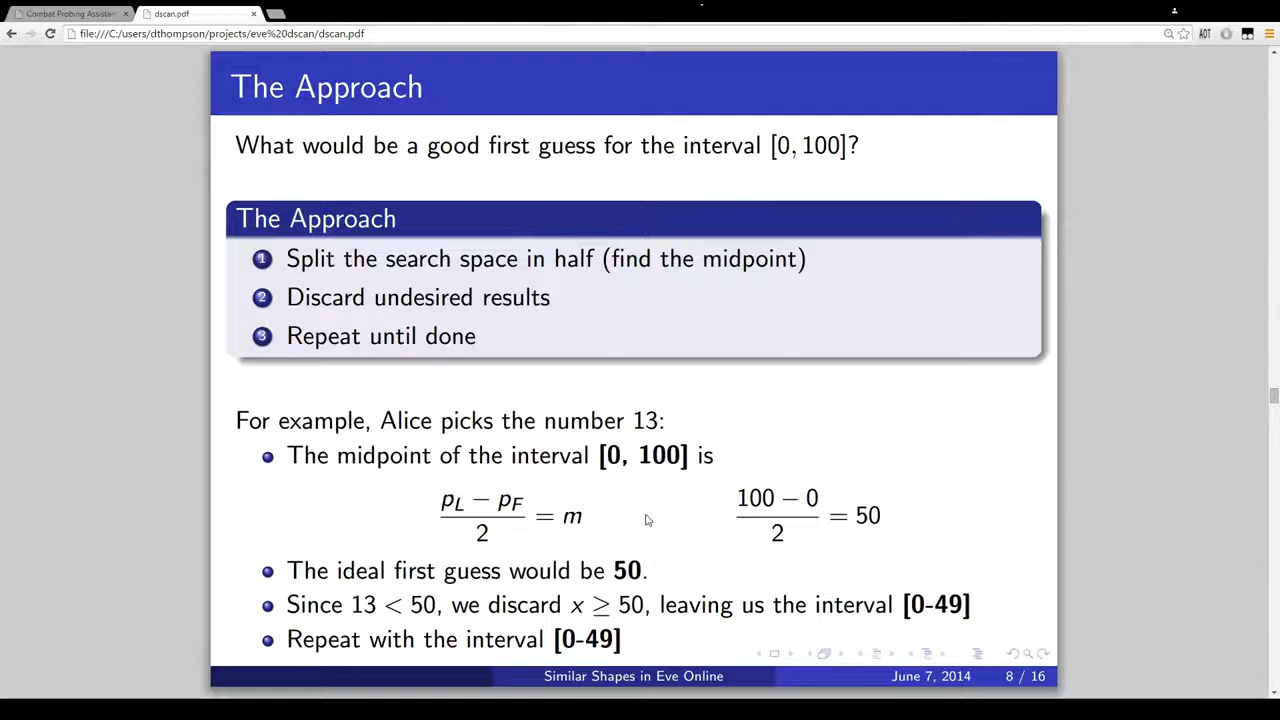 Combat Probing Assistan
dscan.pdf
file:///C:/users/dthompson/projects/eve%20dscan/dscan.pdf
AOT
The Approach
What would be a good first guess for the interval [0, 100]?
The Approach
1 Split the search space in half (find the midpoint)
2 Discard undesired results
3 Repeat until done
For example, Alice picks the number 13:
The midpoint of the interval [0, 100] is
(p_L − p_F)/2 = m (100 − 0)/2 = 50
The ideal first guess would be 50.
Since 13 < 50, we discard x ≥ 50, leaving us the interval [0-49]
Repeat with the interval [0-49]
Similar Shapes in Eve Online June 7, 2014 8 / 16